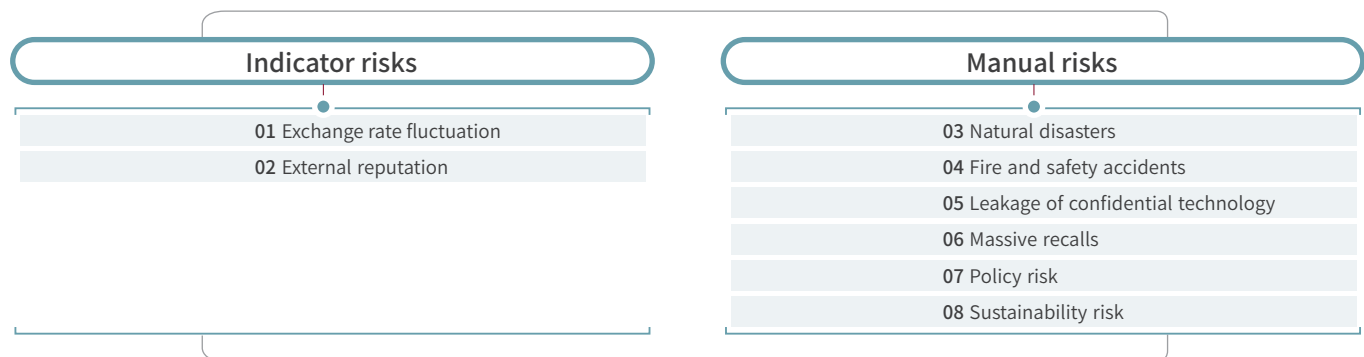 Indicator risks
01 Exchange rate fluctuation
02 External reputation
Manual risks
03 Natural disasters
04 Fire and safety accidents
05 Leakage of confidential technology
06 Massive recalls
07 Policy risk
08 Sustainability risk